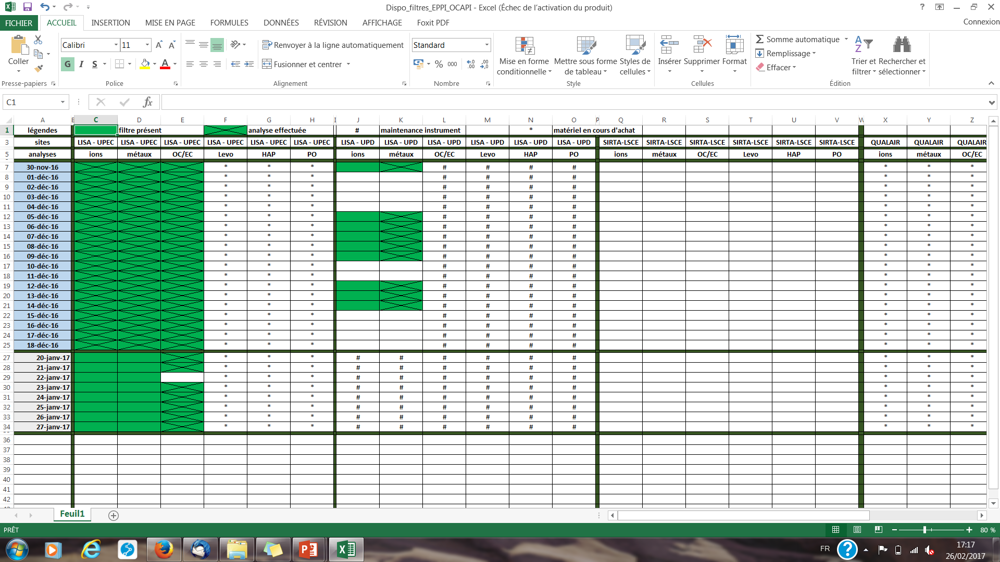 Dispo_filtres_EPPI_OCAPI - Excel (Échec de l'activation du produit)
FICHIER ACCUEIL INSERTION MISE EN PAGE FORMULES DONNÉES RÉVISION AFFICHAGE Foxit PDF Connexion
Coller
Presse-papiers
Calibri 11
G I S
Police
Renvoyer à la ligne automatiquement
Fusionner et centrer
Alignement
Standard
% 000
Nombre
Mise en forme conditionnelle
Mettre sous forme de tableau
Styles de cellules
Style
Insérer Supprimer Format
Cellules
Somme automatique
Remplissage
Effacer
Trier et filtrer
Rechercher et sélectionner
Édition
C1 fx
A B C D E F G H I J K L M N O P Q R S T U V W X Y Z
1 légendes filtre présent analyse effectuée # maintenance instrument * matériel en cours d'achat
3 sites LISA - UPEC LISA - UPEC LISA - UPEC LISA - UPEC LISA - UPEC LISA - UPEC LISA - UPD LISA - UPD LISA - UPD LISA - UPD LISA - UPD LISA - UPD SIRTA-LSCE SIRTA-LSCE SIRTA-LSCE SIRTA-LSCE SIRTA-LSCE SIRTA-LSCE QUALAIR QUALAIR QUALAIR
5 analyses ions métaux OC/EC Levo HAP PO ions métaux OC/EC Levo HAP PO ions métaux OC/EC Levo HAP PO ions métaux OC/EC
7 30-nov-16 * * * # # # # * * *
8 01-déc-16 * * * # # # # * * *
9 02-déc-16 * * * # # # # * * *
10 03-déc-16 * * * # # # # * * *
11 04-déc-16 * * * # # # # * * *
12 05-déc-16 * * * # # # # * * *
13 06-déc-16 * * * # # # # * * *
14 07-déc-16 * * * # # # # * * *
15 08-déc-16 * * * # # # # * * *
16 09-déc-16 * * * # # # # * * *
17 10-déc-16 * * * # # # # * * *
18 11-déc-16 * * * # # # # * * *
19 12-déc-16 * * * # # # # * * *
20 13-déc-16 * * * # # # # * * *
21 14-déc-16 * * * # # # # * * *
22 15-déc-16 * * * # # # # * * *
23 16-déc-16 * * * # # # # * * *
24 17-déc-16 * * * # # # # * * *
25 18-déc-16 * * * # # # # * * *
27 20-janv-17 * * * # # # # # # * * *
28 21-janv-17 * * * # # # # # # * * *
29 22-janv-17 * * * # # # # # # * * *
30 23-janv-17 * * * # # # # # # * * *
31 24-janv-17 * * * # # # # # # * * *
32 25-janv-17 * * * # # # # # # * * *
33 26-janv-17 * * * # # # # # # * * *
34 27-janv-17 * * * # # # # # # * * *
36
37
38
39
40
41
42
Feuil1
PRÊT 80 %
FR 17:17
26/02/2017